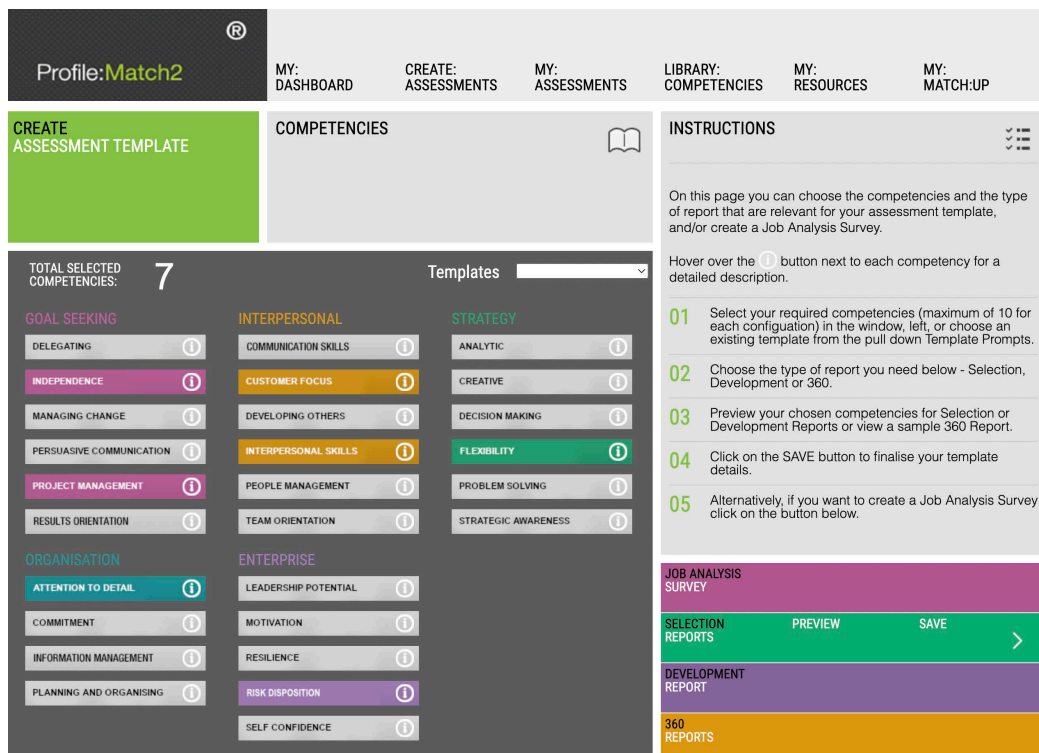 ®
Profile:Match2
MY:
DASHBOARD
CREATE:
ASSESSMENTS
MY:
ASSESSMENTS
LIBRARY:
COMPETENCIES
MY:
RESOURCES
MY:
MATCH:UP
CREATE
ASSESSMENT TEMPLATE
COMPETENCIES
TOTAL SELECTED
COMPETENCIES:
7
Templates
GOAL SEEKING
DELEGATING
INDEPENDENCE
MANAGING CHANGE
PERSUASIVE COMMUNICATION
PROJECT MANAGEMENT
RESULTS ORIENTATION
INTERPERSONAL
COMMUNICATION SKILLS
CUSTOMER FOCUS
DEVELOPING OTHERS
INTERPERSONAL SKILLS
PEOPLE MANAGEMENT
TEAM ORIENTATION
STRATEGY
ANALYTIC
CREATIVE
DECISION MAKING
FLEXIBILITY
PROBLEM SOLVING
STRATEGIC AWARENESS
ORGANISATION
ATTENTION TO DETAIL
COMMITMENT
INFORMATION MANAGEMENT
PLANNING AND ORGANISING
ENTERPRISE
LEADERSHIP POTENTIAL
MOTIVATION
RESILIENCE
RISK DISPOSITION
SELF CONFIDENCE
INSTRUCTIONS
On this page you can choose the competencies and the type
of report that are relevant for your assessment template,
and/or create a Job Analysis Survey.
Hover over the i button next to each competency for a
detailed description.
01 Select your required competencies (maximum of 10 for
each configuation) in the window, left, or choose an
existing template from the pull down Template Prompts.
02 Choose the type of report you need below - Selection,
Development or 360.
03 Preview your chosen competencies for Selection or
Development Reports or view a sample 360 Report.
04 Click on the SAVE button to finalise your template
details.
05 Alternatively, if you want to create a Job Analysis Survey
click on the button below.
JOB ANALYSIS
SURVEY
SELECTION
REPORTS
PREVIEW
SAVE
DEVELOPMENT
REPORT
360
REPORTS